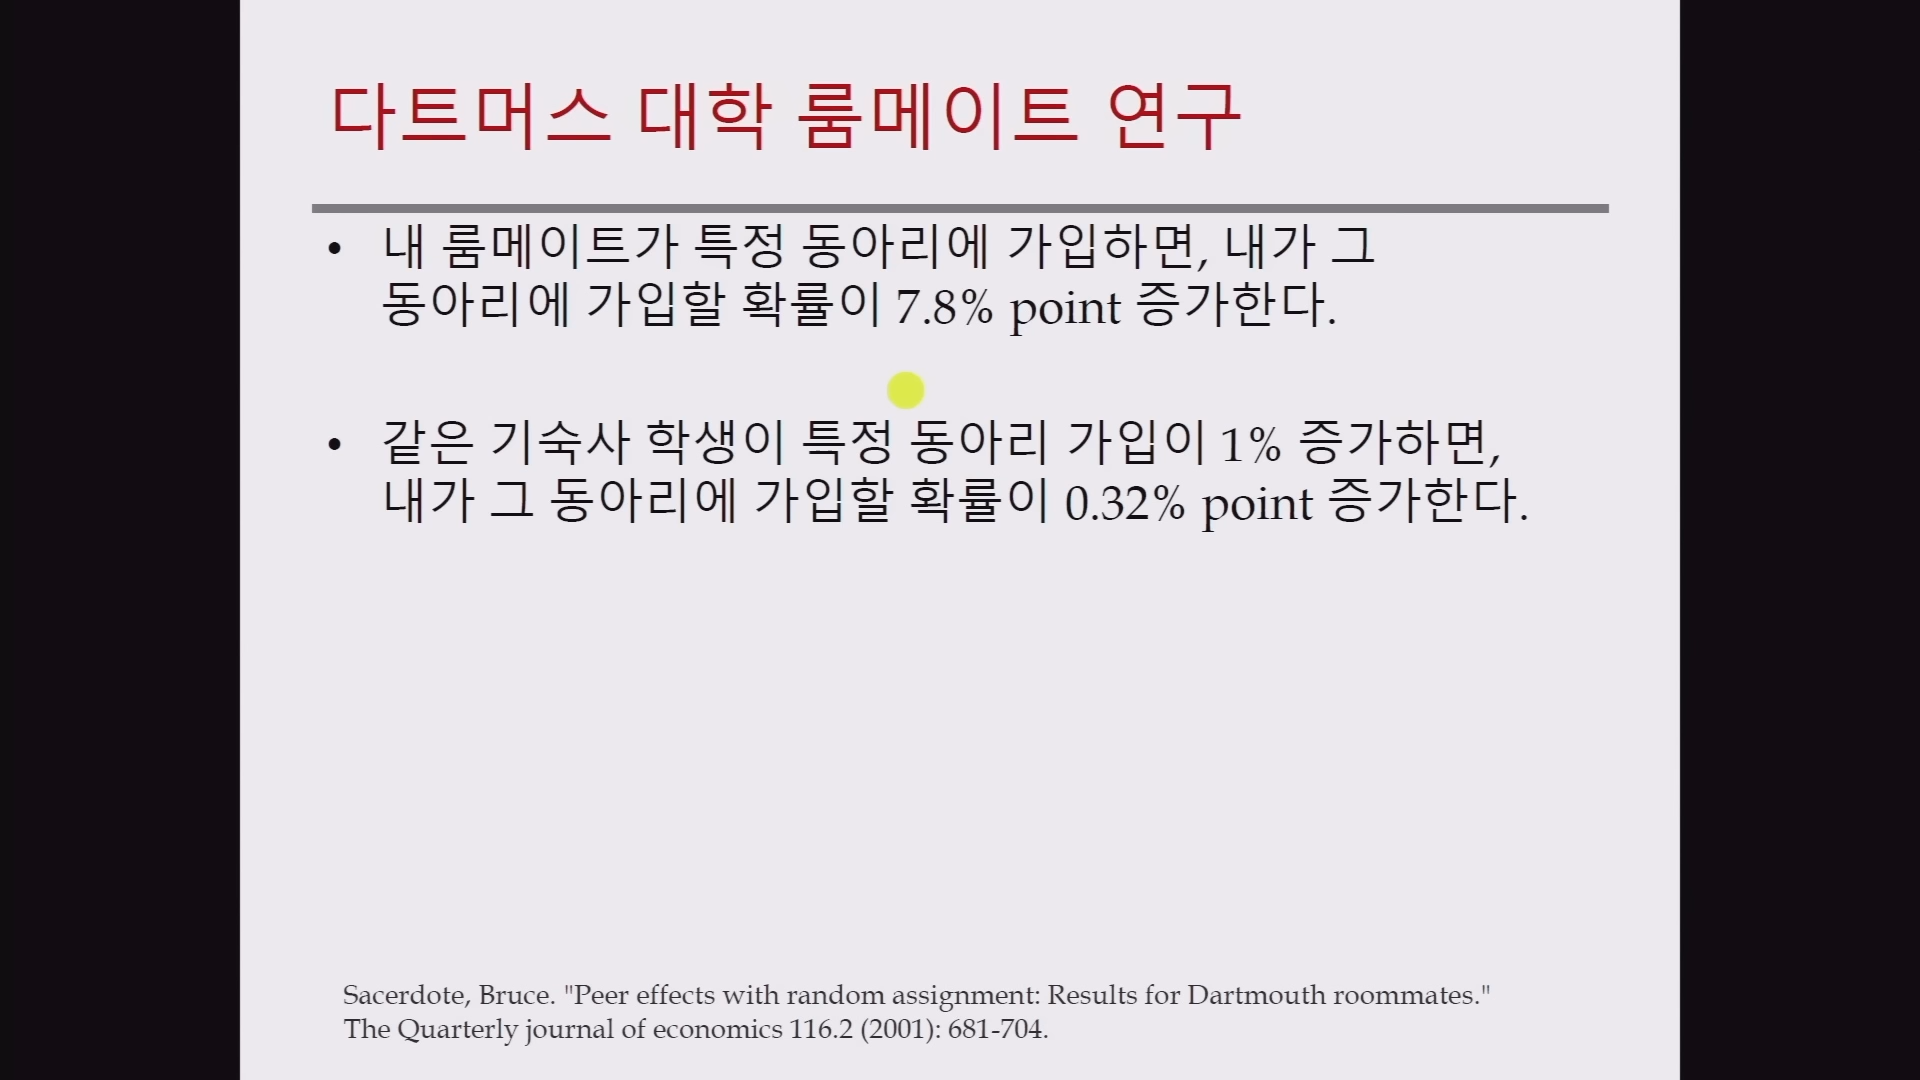 다트머스 대학 룸메이트 연구
• 내 룸메이트가 특정 동아리에 가입하면, 내가 그
동아리에 가입할 확률이 7.8% point 증가한다.
• 같은 기숙사 학생이 특정 동아리 가입이 1% 증가하면,
내가 그 동아리에 가입할 확률이 0.32% point 증가한다.
Sacerdote, Bruce. "Peer effects with random assignment: Results for Dartmouth roommates."
The Quarterly journal of economics 116.2 (2001): 681-704.